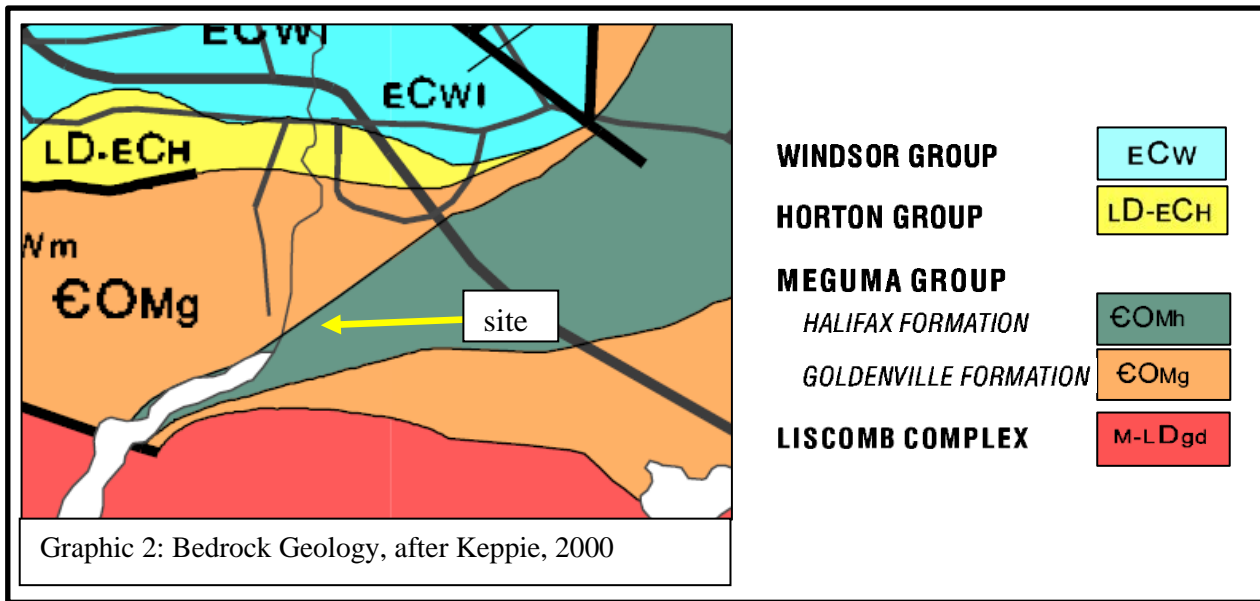 ECWI
ECWI
LD-ECH
Wm
ЄOMg
site
Graphic 2: Bedrock Geology, after Keppie, 2000
WINDSOR GROUP ECW
HORTON GROUP LD-ECH
MEGUMA GROUP
HALIFAX FORMATION ЄOMh
GOLDENVILLE FORMATION ЄOMg
LISCOMB COMPLEX M-LDgd